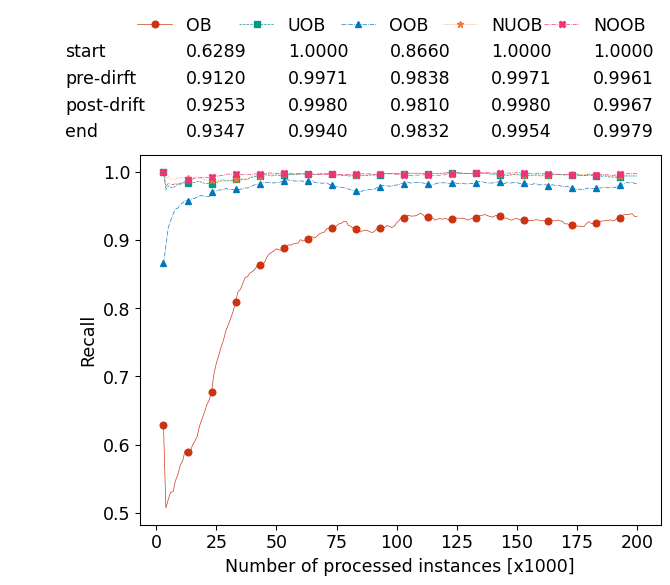 OB UOB OOB NUOB NOOB
start 0.6289 1.0000 0.8660 1.0000 1.0000
pre-dirft 0.9120 0.9971 0.9838 0.9971 0.9961
post-drift 0.9253 0.9980 0.9810 0.9980 0.9967
end 0.9347 0.9940 0.9832 0.9954 0.9979
1.0
0.9
0.8
Recall
0.7
0.6
0.5
0 25 50 75 100 125 150 175 200
Number of processed instances [x1000]